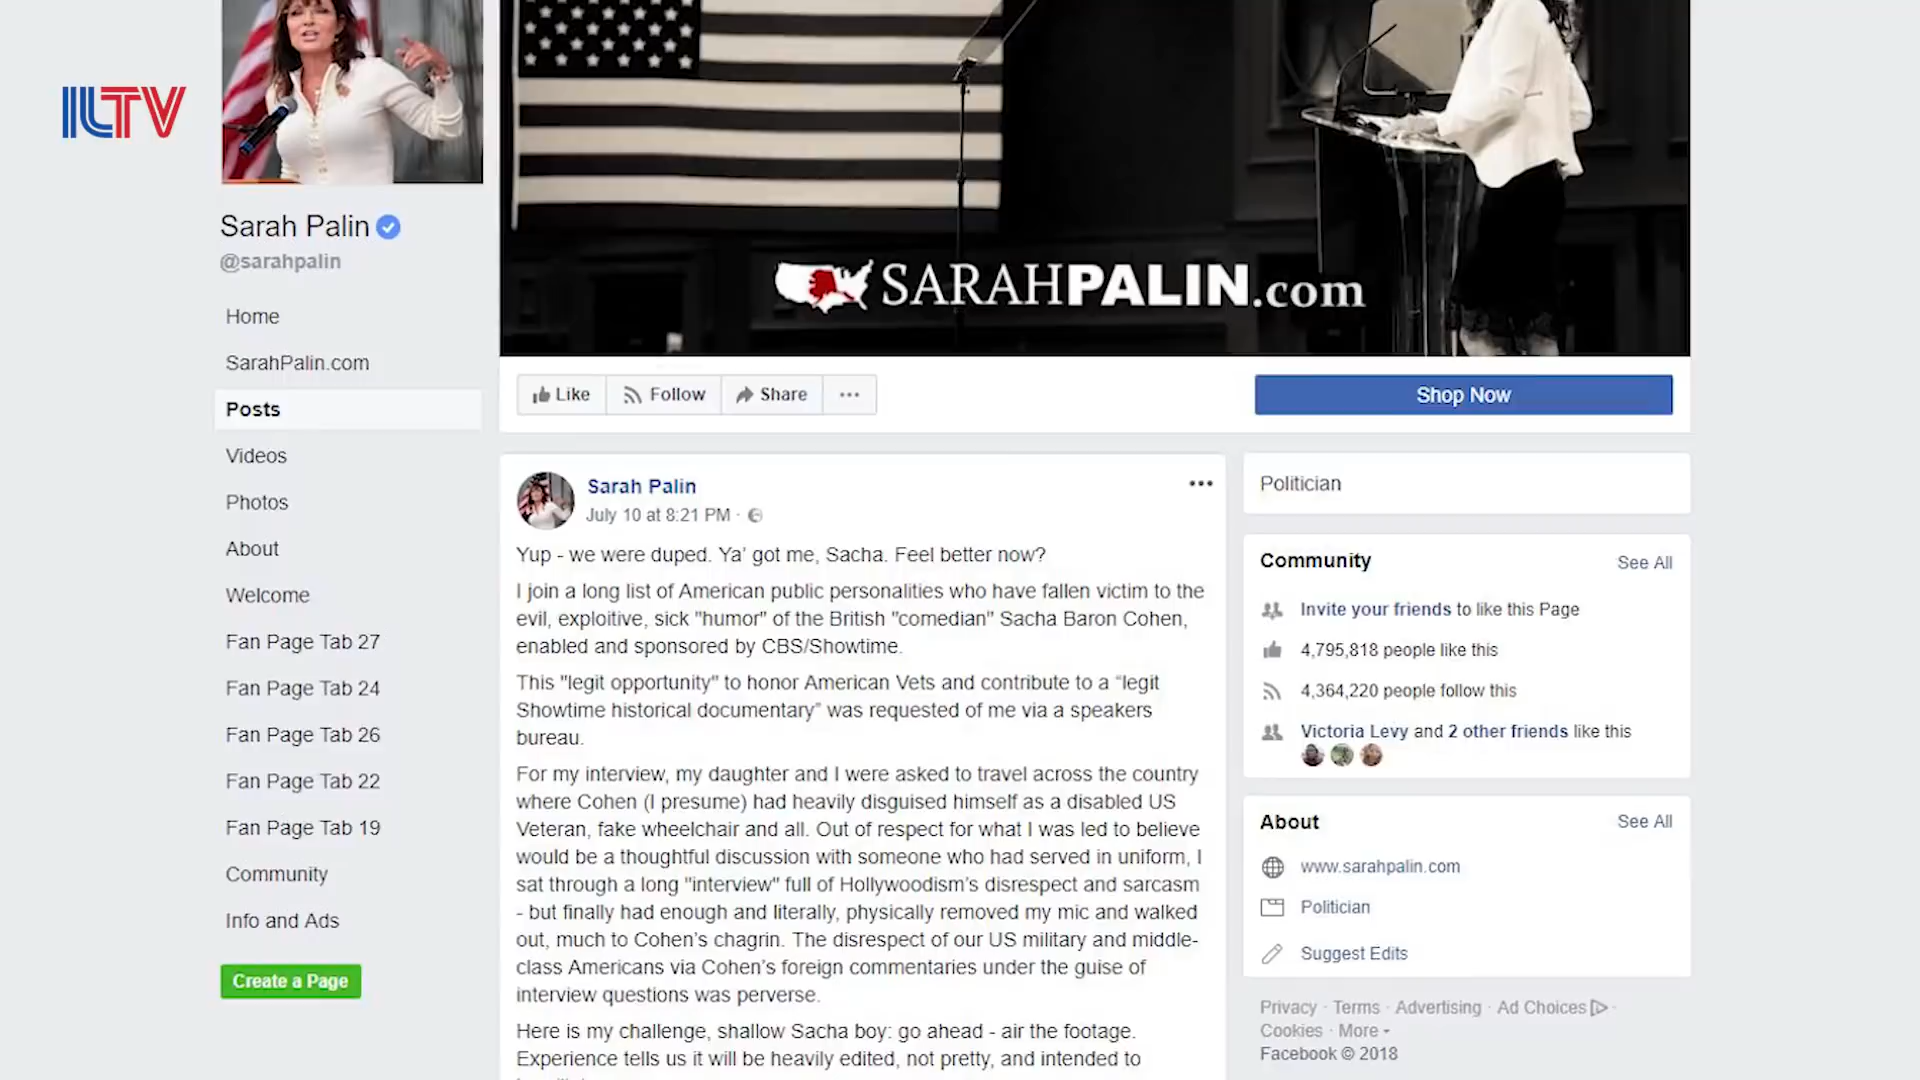 ILTV
SARAHPALIN.com
Sarah Palin
@sarahpalin
Home
SarahPalin.com
Posts
Videos
Photos
About
Welcome
Fan Page Tab 27
Fan Page Tab 24
Fan Page Tab 26
Fan Page Tab 22
Fan Page Tab 19
Community
Info and Ads
Create a Page
Like
Follow
Share
Shop Now
Sarah Palin
July 10 at 8:21 PM ·
Yup - we were duped. Ya' got me, Sacha. Feel better now?
I join a long list of American public personalities who have fallen victim to the
evil, exploitive, sick "humor" of the British "comedian" Sacha Baron Cohen,
enabled and sponsored by CBS/Showtime.
This "legit opportunity" to honor American Vets and contribute to a “legit
Showtime historical documentary” was requested of me via a speakers
bureau.
For my interview, my daughter and I were asked to travel across the country
where Cohen (I presume) had heavily disguised himself as a disabled US
Veteran, fake wheelchair and all. Out of respect for what I was led to believe
would be a thoughtful discussion with someone who had served in uniform, I
sat through a long "interview" full of Hollywoodism’s disrespect and sarcasm
- but finally had enough and literally, physically removed my mic and walked
out, much to Cohen’s chagrin. The disrespect of our US military and middle-
class Americans via Cohen’s foreign commentaries under the guise of
interview questions was perverse.
Here is my challenge, shallow Sacha boy: go ahead - air the footage.
Experience tells us it will be heavily edited, not pretty, and intended to
Politician
Community
See All
Invite your friends to like this Page
4,795,818 people like this
4,364,220 people follow this
Victoria Levy and 2 other friends like this
About
See All
www.sarahpalin.com
Politician
Suggest Edits
Privacy · Terms · Advertising · Ad Choices ·
Cookies · More
Facebook © 2018